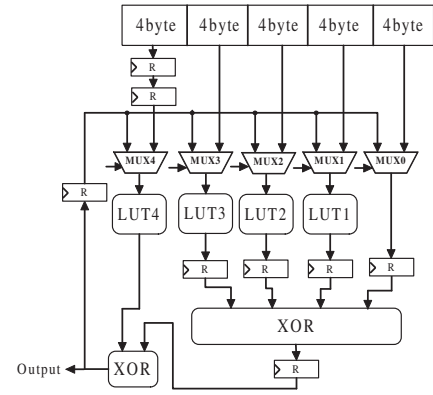 4byte 4byte 4byte 4byte 4byte
R
R
MUX4 MUX3 MUX2 MUX1 MUX0
R
LUT4 LUT3 LUT2 LUT1
R R R R
XOR
Output XOR R